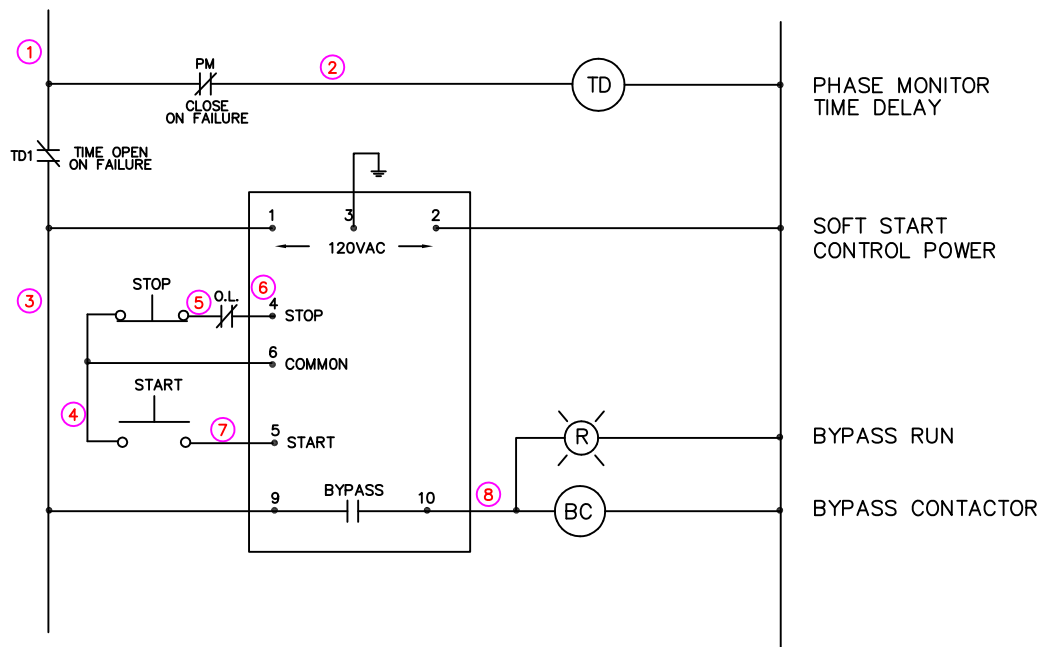 1
PM
2
CLOSE
ON FAILURE
TD
PHASE MONITOR
TIME DELAY
TD1
TIME OPEN
ON FAILURE
1
3
2
120VAC
SOFT START
CONTROL POWER
3
STOP
5
O.L.
6
4
STOP
6
COMMON
4
START
7
5
START
R
BYPASS RUN
9
BYPASS
10
8
BC
BYPASS CONTACTOR